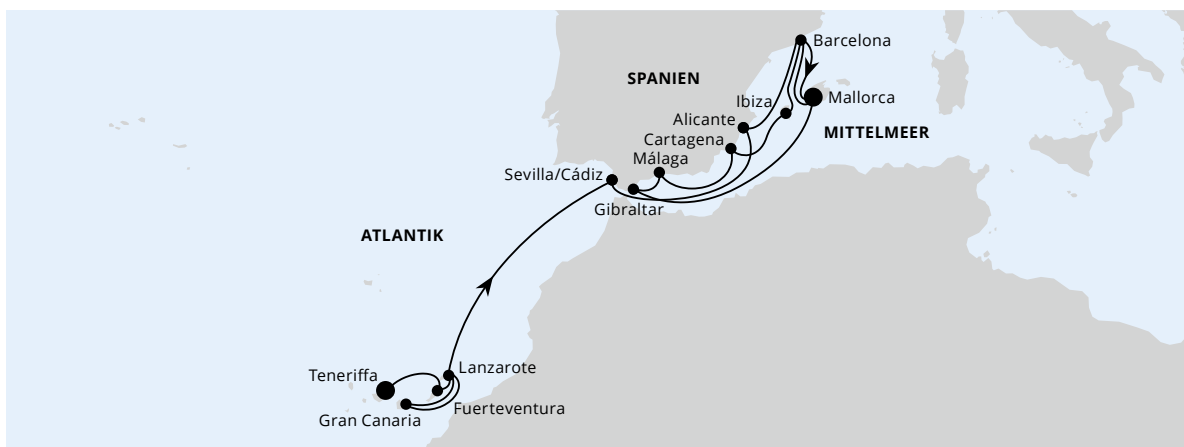 Barcelona
SPANIEN
Ibiza
Mallorca
Alicante
MITTELMEER
Cartagena
Málaga
Sevilla/Cádiz
Gibraltar
ATLANTIK
Lanzarote
Teneriffa
Fuerteventura
Gran Canaria